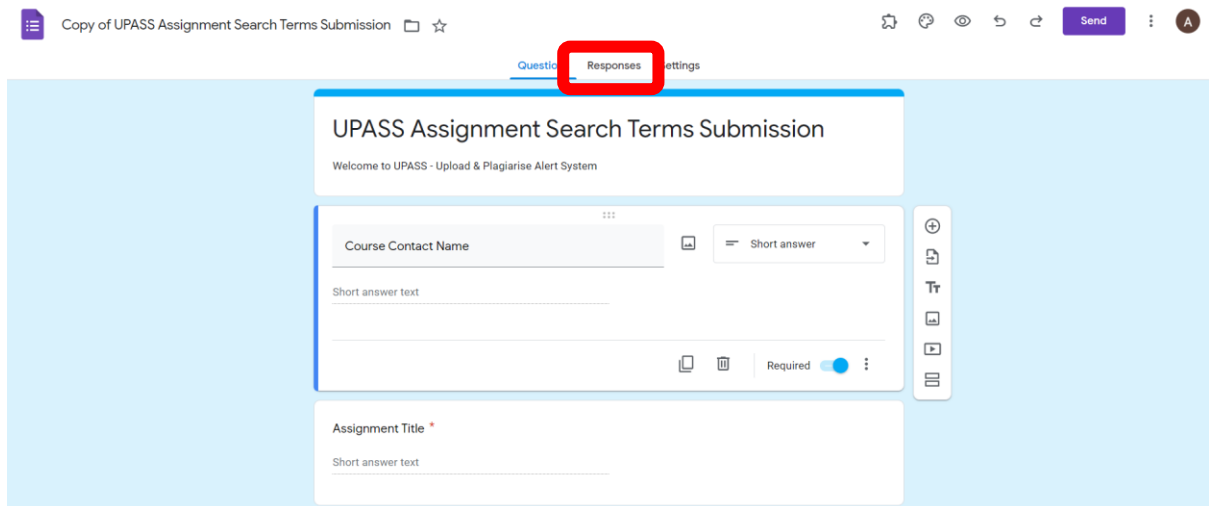 Copy of UPASS Assignment Search Terms Submission
Send
A
Responses
UPASS Assignment Search Terms Submission
Welcome to UPASS - Upload & Plagiarise Alert System
Course Contact Name
Short answer
Short answer text
Required
Assignment Title *
Short answer text